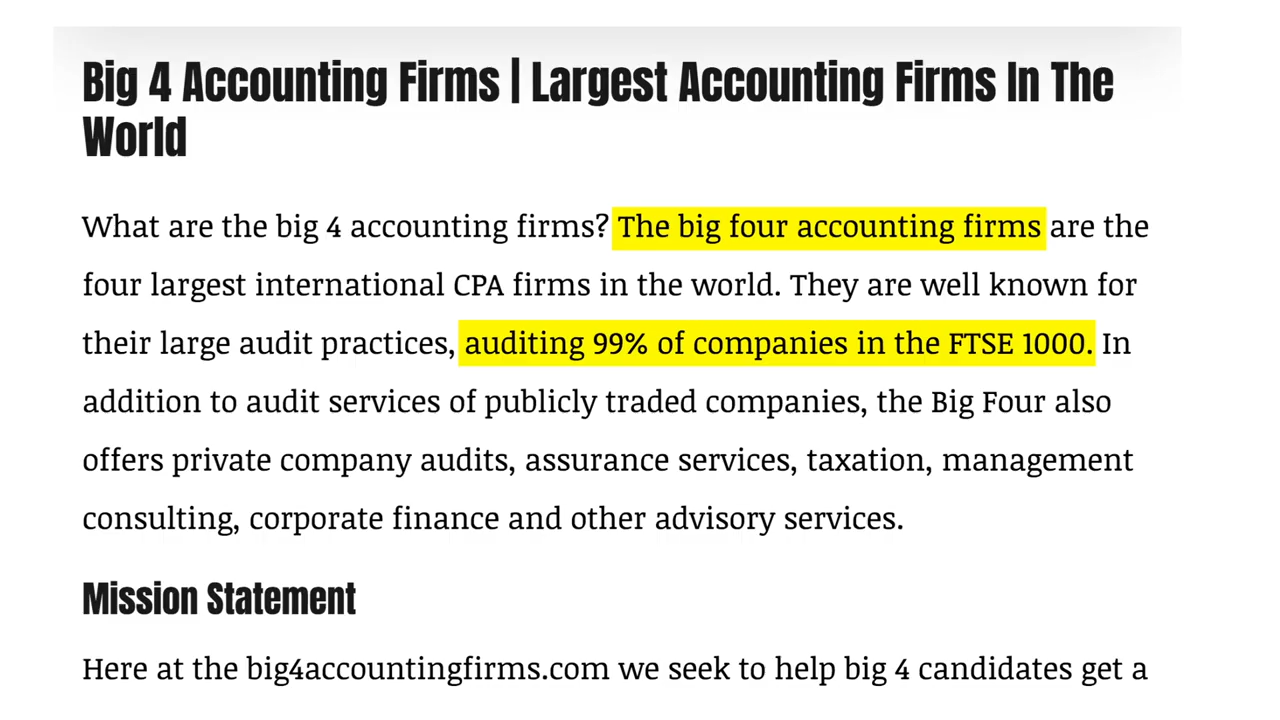 Big 4 Accounting Firms | Largest Accounting Firms In The
World
What are the big 4 accounting firms? The big four accounting firms are the
four largest international CPA firms in the world. They are well known for
their large audit practices, auditing 99% of companies in the FTSE 1000. In
addition to audit services of publicly traded companies, the Big Four also
offers private company audits, assurance services, taxation, management
consulting, corporate finance and other advisory services.
Mission Statement
Here at the big4accountingfirms.com we seek to help big 4 candidates get a